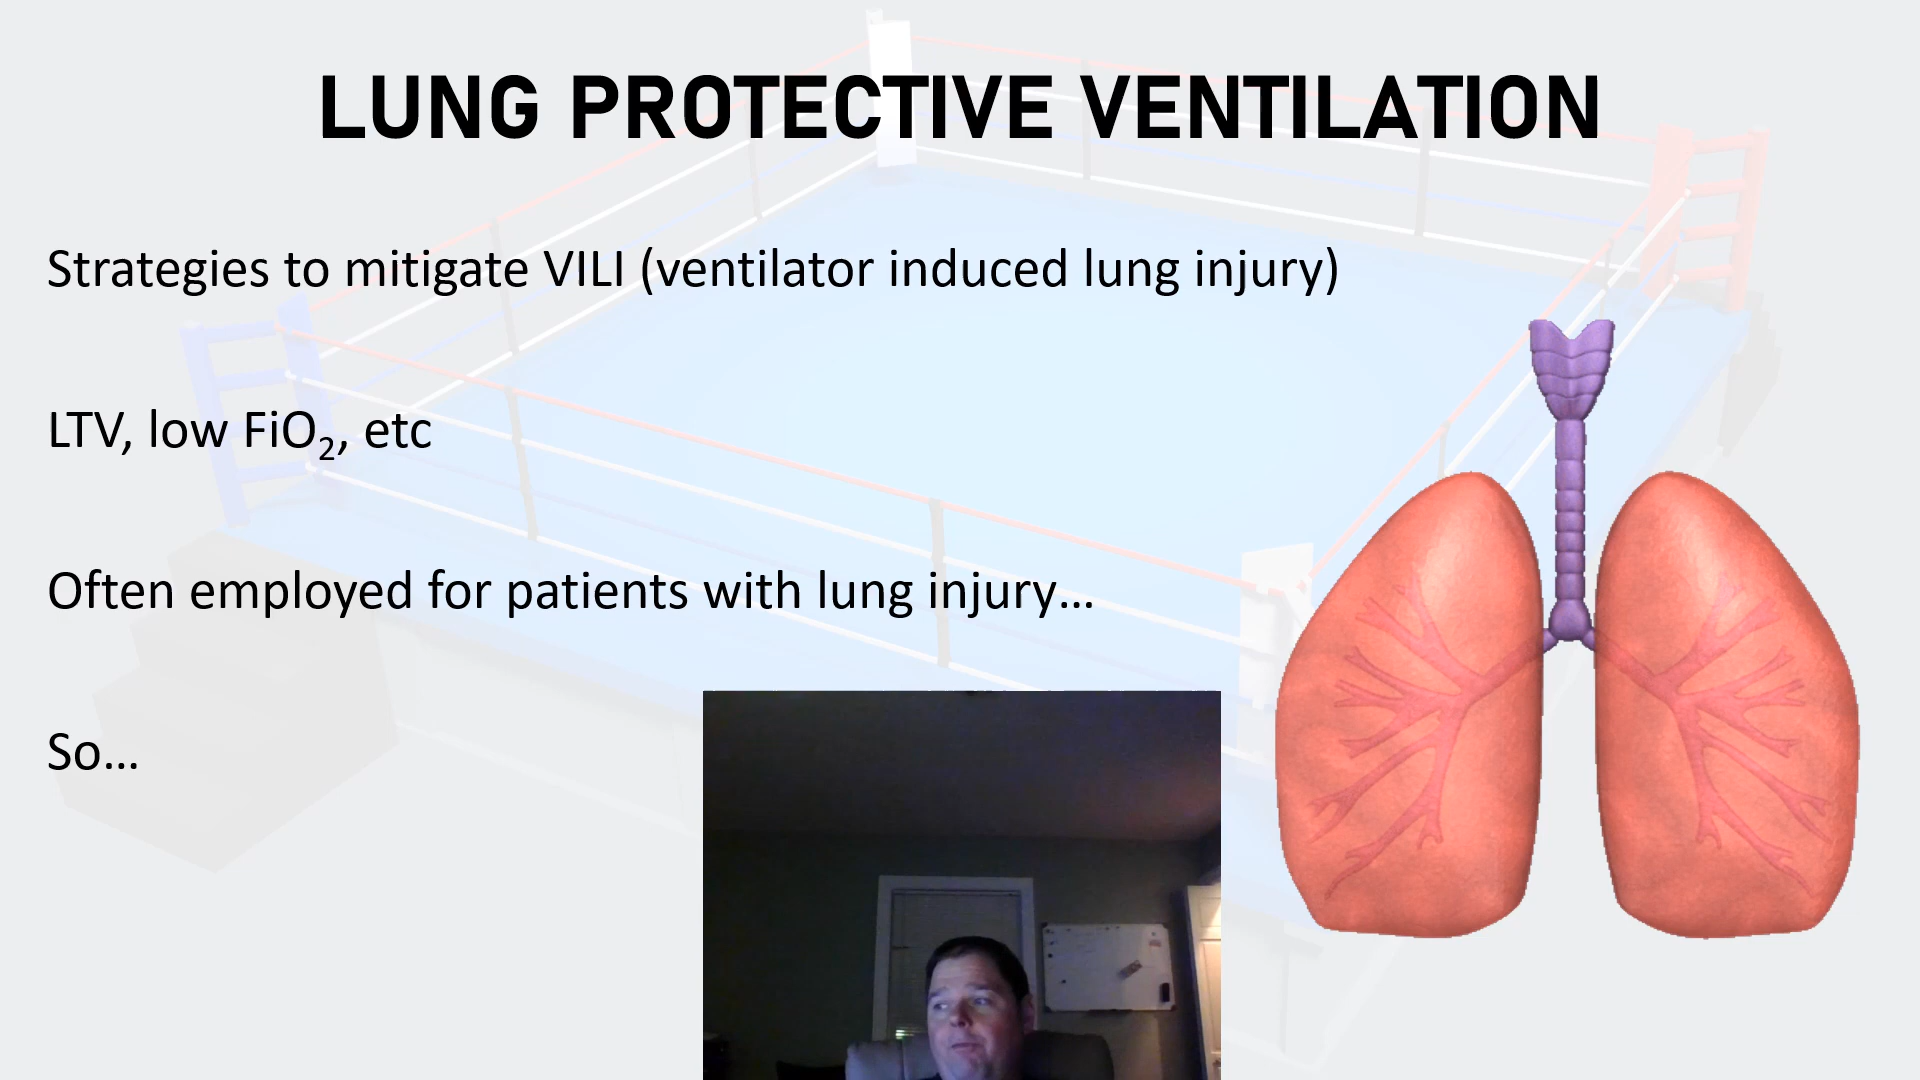 LUNG PROTECTIVE VENTILATION
Strategies to mitigate VILI (ventilator induced lung injury)
LTV, low FiO₂, etc
Often employed for patients with lung injury…
So…